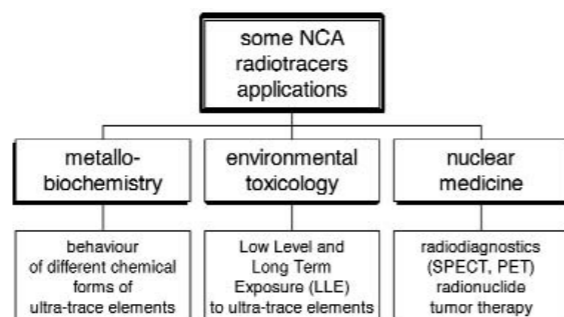 some NCA
radiotracers
applications
metallo-
biochemistry
environmental
toxicology
nuclear
medicine
behaviour
of different chemical
forms of
ultra-trace elements
Low Level and
Long Term
Exposure (LLE)
to ultra-trace elements
radiodiagnostics
(SPECT, PET)
radionuclide
tumor therapy